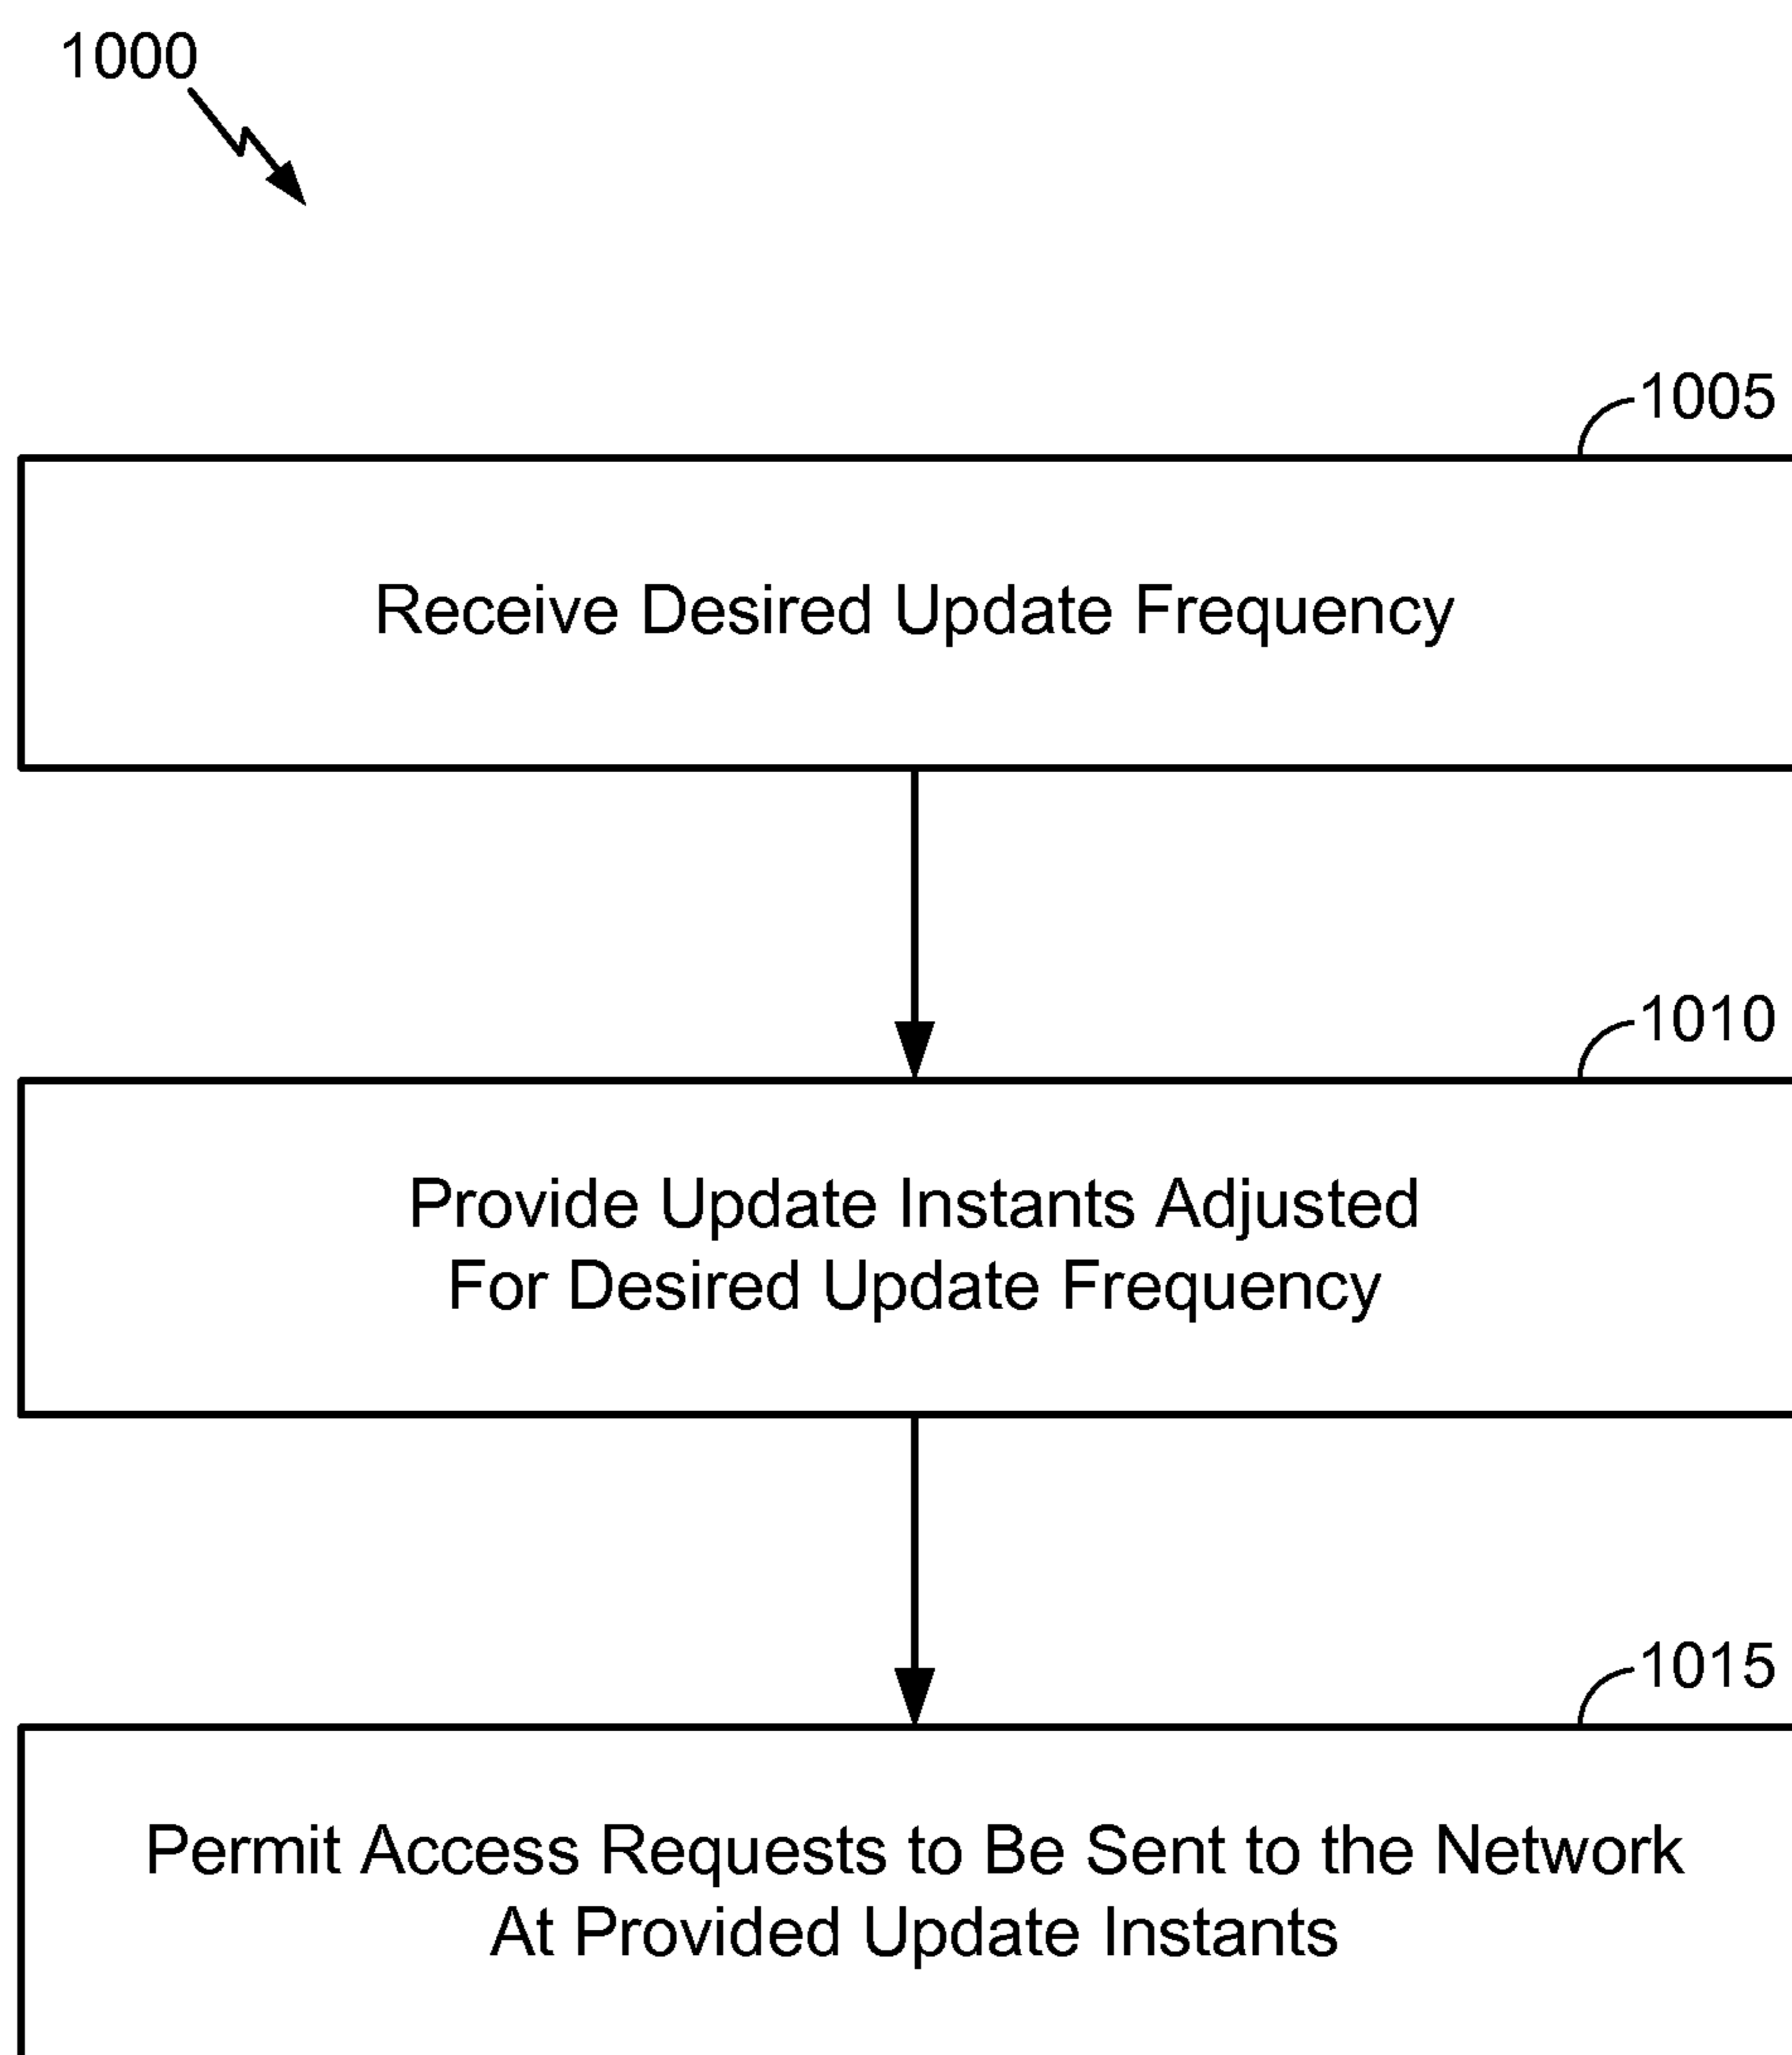 1000
1005
Receive Desired Update Frequency
1010
Provide Update Instants Adjusted
For Desired Update Frequency
1015
Permit Access Requests to Be Sent to the Network
At Provided Update Instants